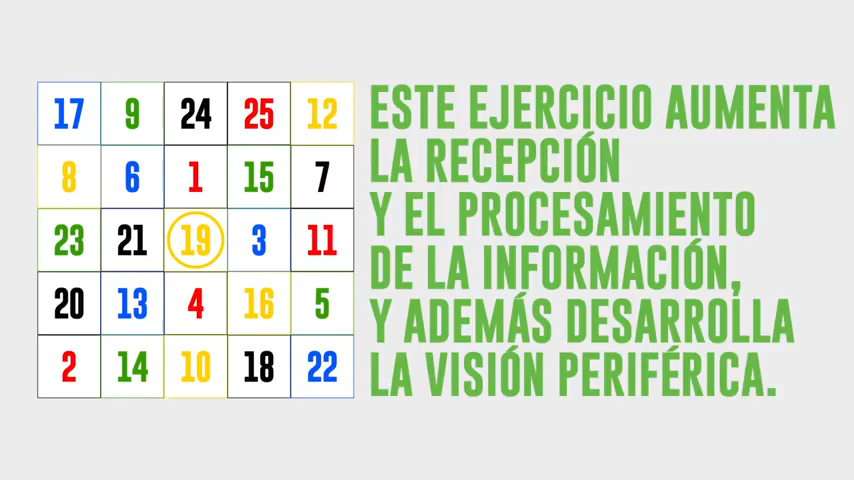 17 9 24 25 12
8 6 1 15 7
23 21 19 3 11
20 13 4 16 5
2 14 10 18 22
ESTE EJERCICIO AUMENTA
LA RECEPCIÓN
Y EL PROCESAMIENTO
DE LA INFORMACIÓN,
Y ADEMÁS DESARROLLA
LA VISIÓN PERIFÉRICA.